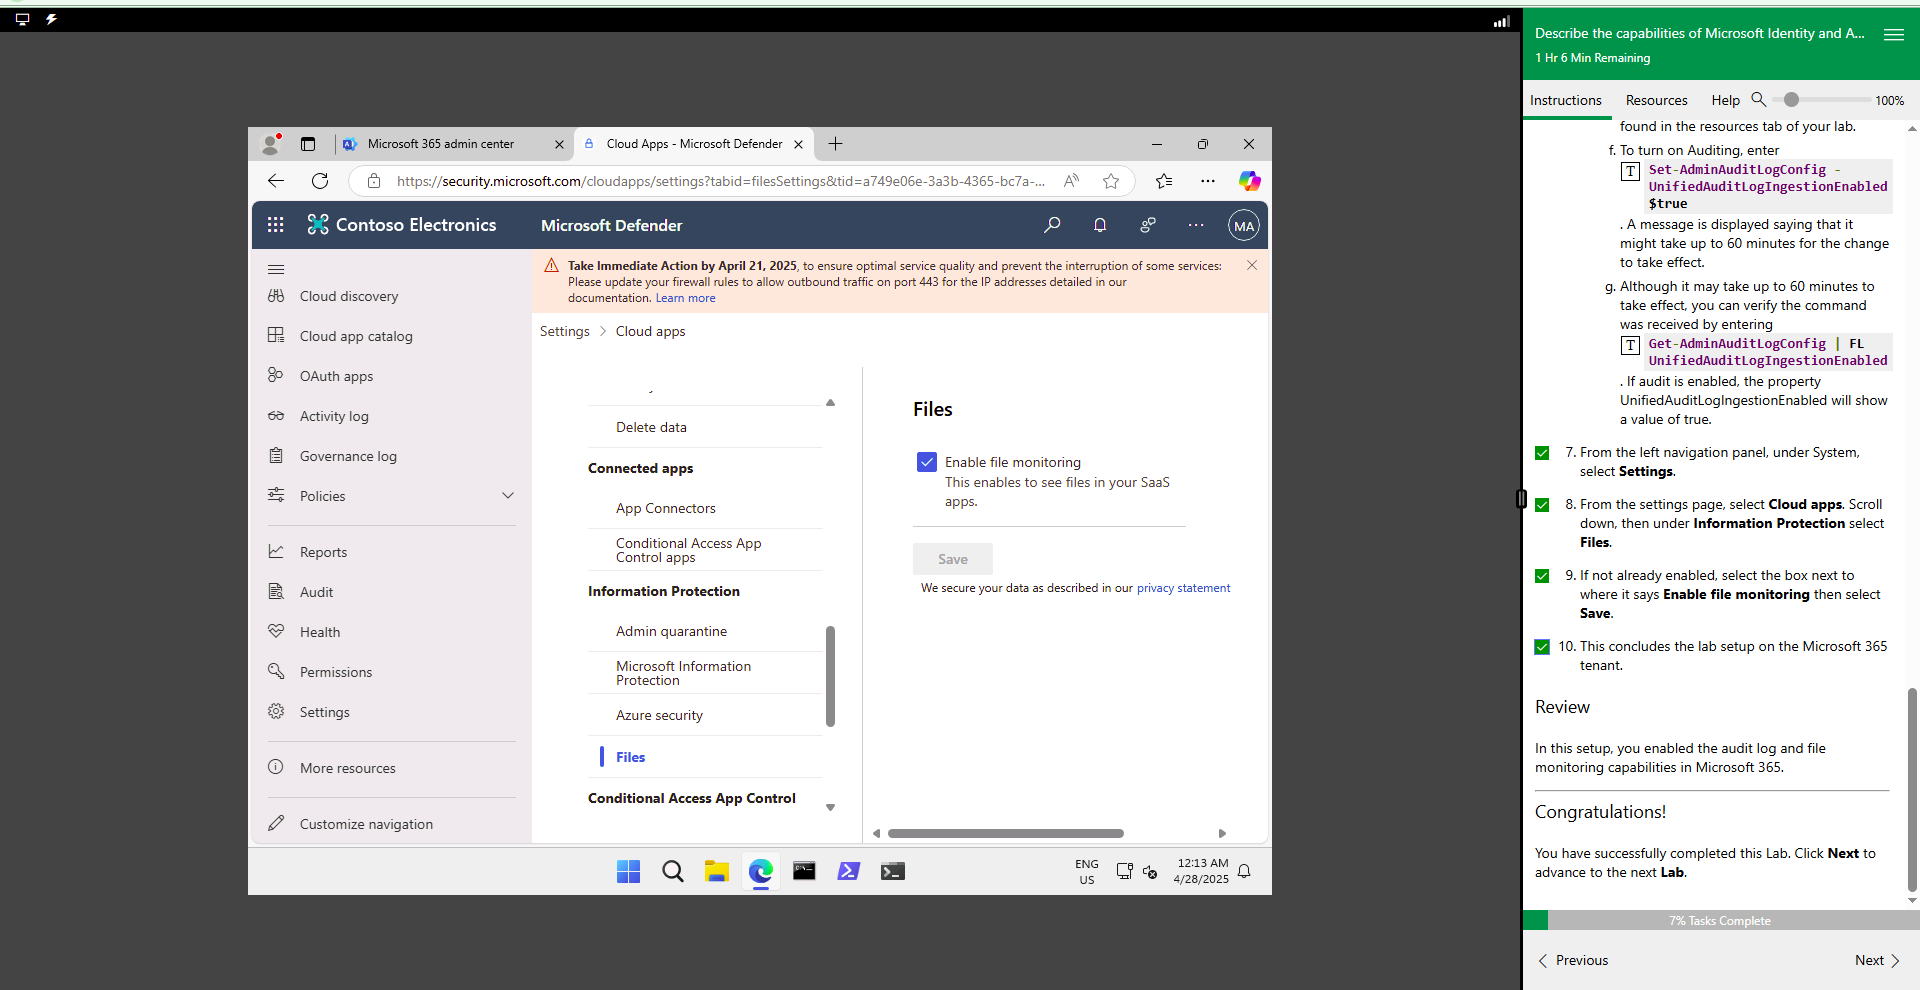 Microsoft 365 admin center
Cloud Apps - Microsoft Defender
https://security.microsoft.com/cloudapps/settings?tabid=filesSettings&tid=a749e06e-3a3b-4365-bc7a-...
Contoso Electronics
Microsoft Defender
MA
Cloud discovery
Cloud app catalog
OAuth apps
Activity log
Governance log
Policies
Reports
Audit
Health
Permissions
Settings
More resources
Customize navigation
Take Immediate Action by April 21, 2025, to ensure optimal service quality and prevent the interruption of some services:
Please update your firewall rules to allow outbound traffic on port 443 for the IP addresses detailed in our
documentation. Learn more
Settings > Cloud apps
Delete data
Connected apps
App Connectors
Conditional Access App
Control apps
Information Protection
Admin quarantine
Microsoft Information
Protection
Azure security
Files
Conditional Access App Control
Files
Enable file monitoring
This enables to see files in your SaaS
apps.
Save
We secure your data as described in our privacy statement
ENG
US
12:13 AM
4/28/2025
Describe the capabilities of Microsoft Identity and A...
1 Hr 6 Min Remaining
Instructions
Resources
Help
100%
found in the resources tab of your lab.
f. To turn on Auditing, enter
T
Set-AdminAuditLogConfig -
UnifiedAuditLogIngestionEnabled
$true
. A message is displayed saying that it
might take up to 60 minutes for the change
to take effect.
g. Although it may take up to 60 minutes to
take effect, you can verify the command
was received by entering
T
Get-AdminAuditLogConfig | FL
UnifiedAuditLogIngestionEnabled
. If audit is enabled, the property
UnifiedAuditLogIngestionEnabled will show
a value of true.
7. From the left navigation panel, under System,
select Settings.
8. From the settings page, select Cloud apps. Scroll
down, then under Information Protection select
Files.
9. If not already enabled, select the box next to
where it says Enable file monitoring then select
Save.
10. This concludes the lab setup on the Microsoft 365
tenant.
Review
In this setup, you enabled the audit log and file
monitoring capabilities in Microsoft 365.
Congratulations!
You have successfully completed this Lab. Click Next to
advance to the next Lab.
7% Tasks Complete
Previous
Next